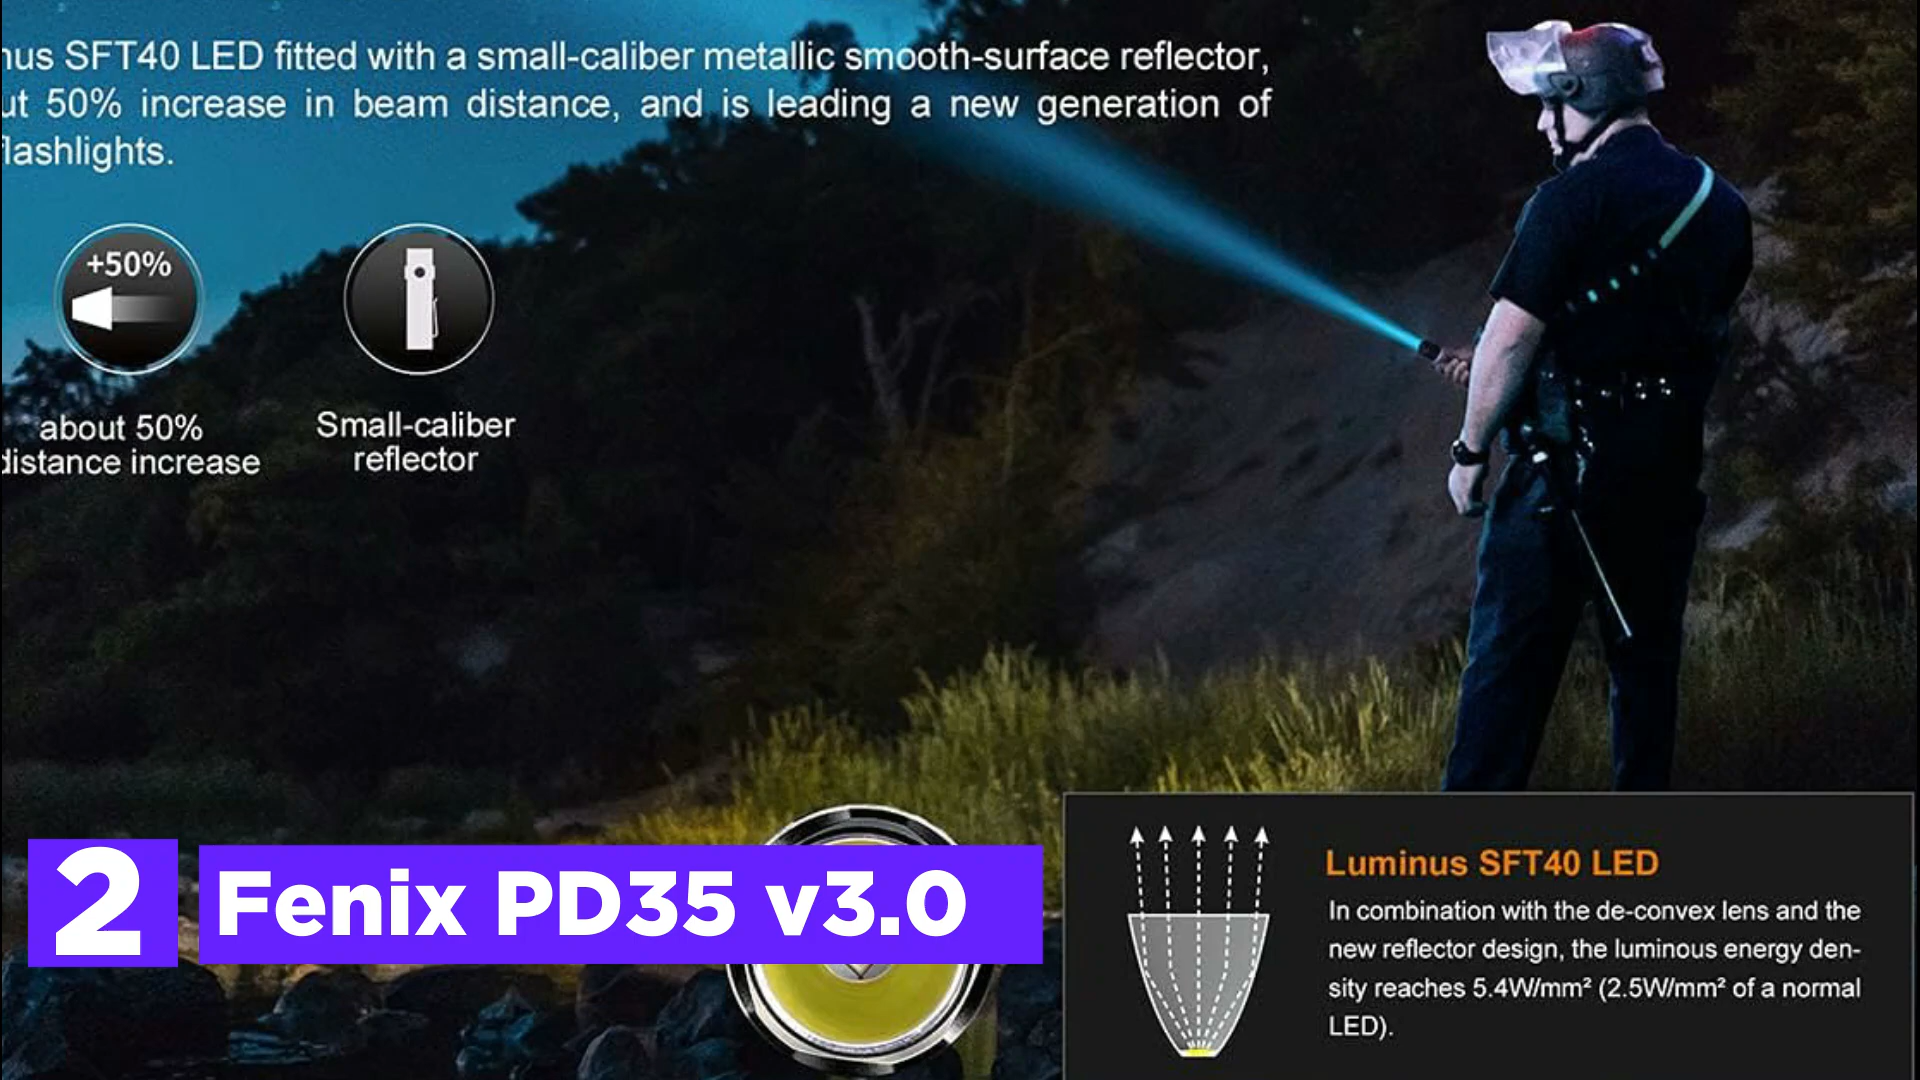 SFT40 LED fitted with a small-caliber metallic smooth-surface reflector,
50% increase in beam distance, and is leading a new generation of
lashlights.
+50%
about 50%
distance increase
Small-caliber
reflector
2
Fenix PD35 v3.0
Luminus SFT40 LED
In combination with the de-convex lens and the
new reflector design, the luminous energy den-
sity reaches 5.4W/mm² (2.5W/mm² of a normal
LED).